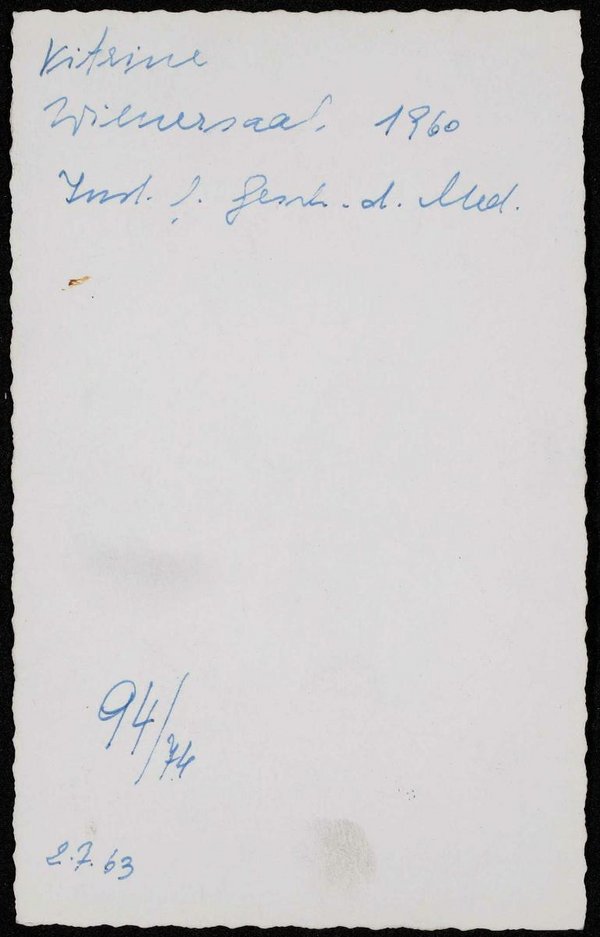 Vitrine
Wienersaal. 1960
Inst. f. Gesch. d. Med.
94/74
2.7.63